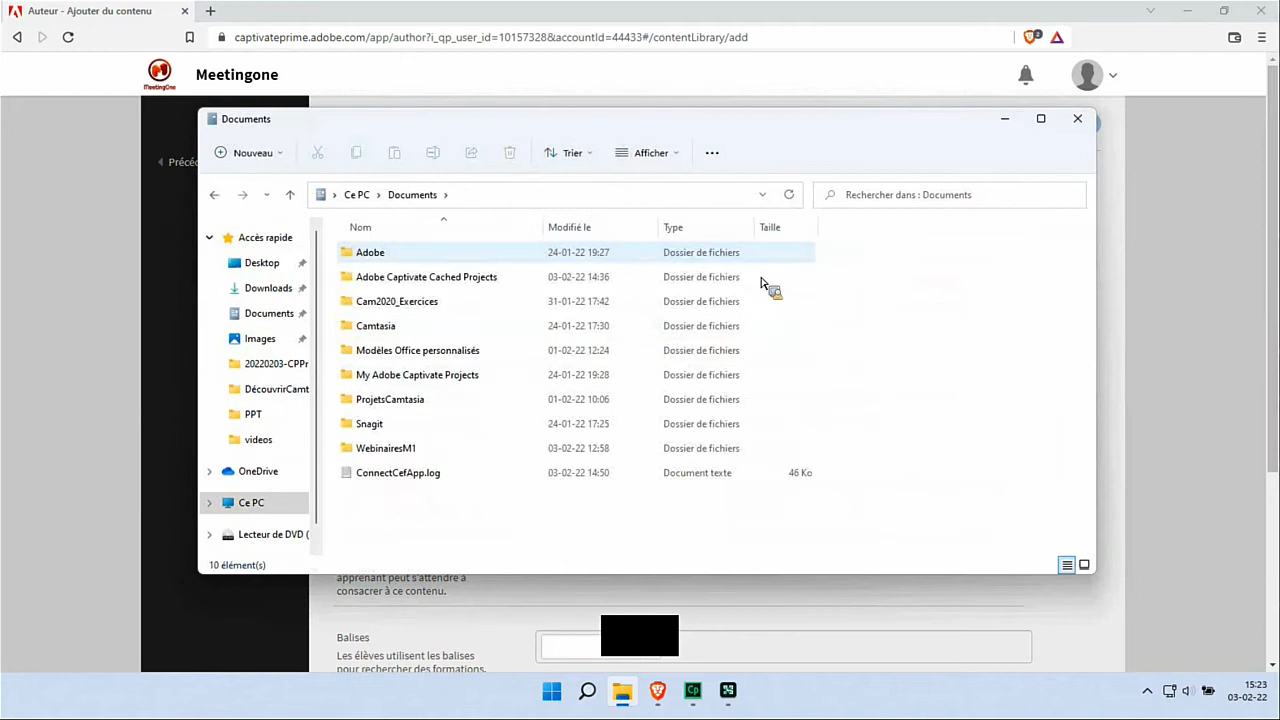 Auteur - Ajouter du contenu
captivateprime.adobe.com/app/author?i_qp_user_id=10157328&accountId=44433#/contentLibrary/add
2
MeetingOne
Meetingone
Précéd
Documents
Nouveau
Trier
Afficher
Ce PC
Documents
Rechercher dans : Documents
Nom
Modifié le
Type
Taille
Accès rapide
Desktop
Downloads
Documents
Images
20220203-CPPr
DécouvrirCamt
PPT
videos
OneDrive
Ce PC
Lecteur de DVD (
Adobe 24-01-22 19:27 Dossier de fichiers
Adobe Captivate Cached Projects 03-02-22 14:36 Dossier de fichiers
Cam2020_Exercices 31-01-22 17:42 Dossier de fichiers
Camtasia 24-01-22 17:30 Dossier de fichiers
Modèles Office personnalisés 01-02-22 12:24 Dossier de fichiers
My Adobe Captivate Projects 24-01-22 19:28 Dossier de fichiers
ProjetsCamtasia 01-02-22 10:06 Dossier de fichiers
Snagit 24-01-22 17:25 Dossier de fichiers
WebinairesM1 03-02-22 12:58 Dossier de fichiers
ConnectCefApp.log 03-02-22 14:50 Document texte 46 Ko
10 élément(s)
apprenant peut s'attendre à
consacrer à ce contenu.
Balises
Les élèves utilisent les balises
pour rechercher des formations.
Cp
15:23
03-02-22